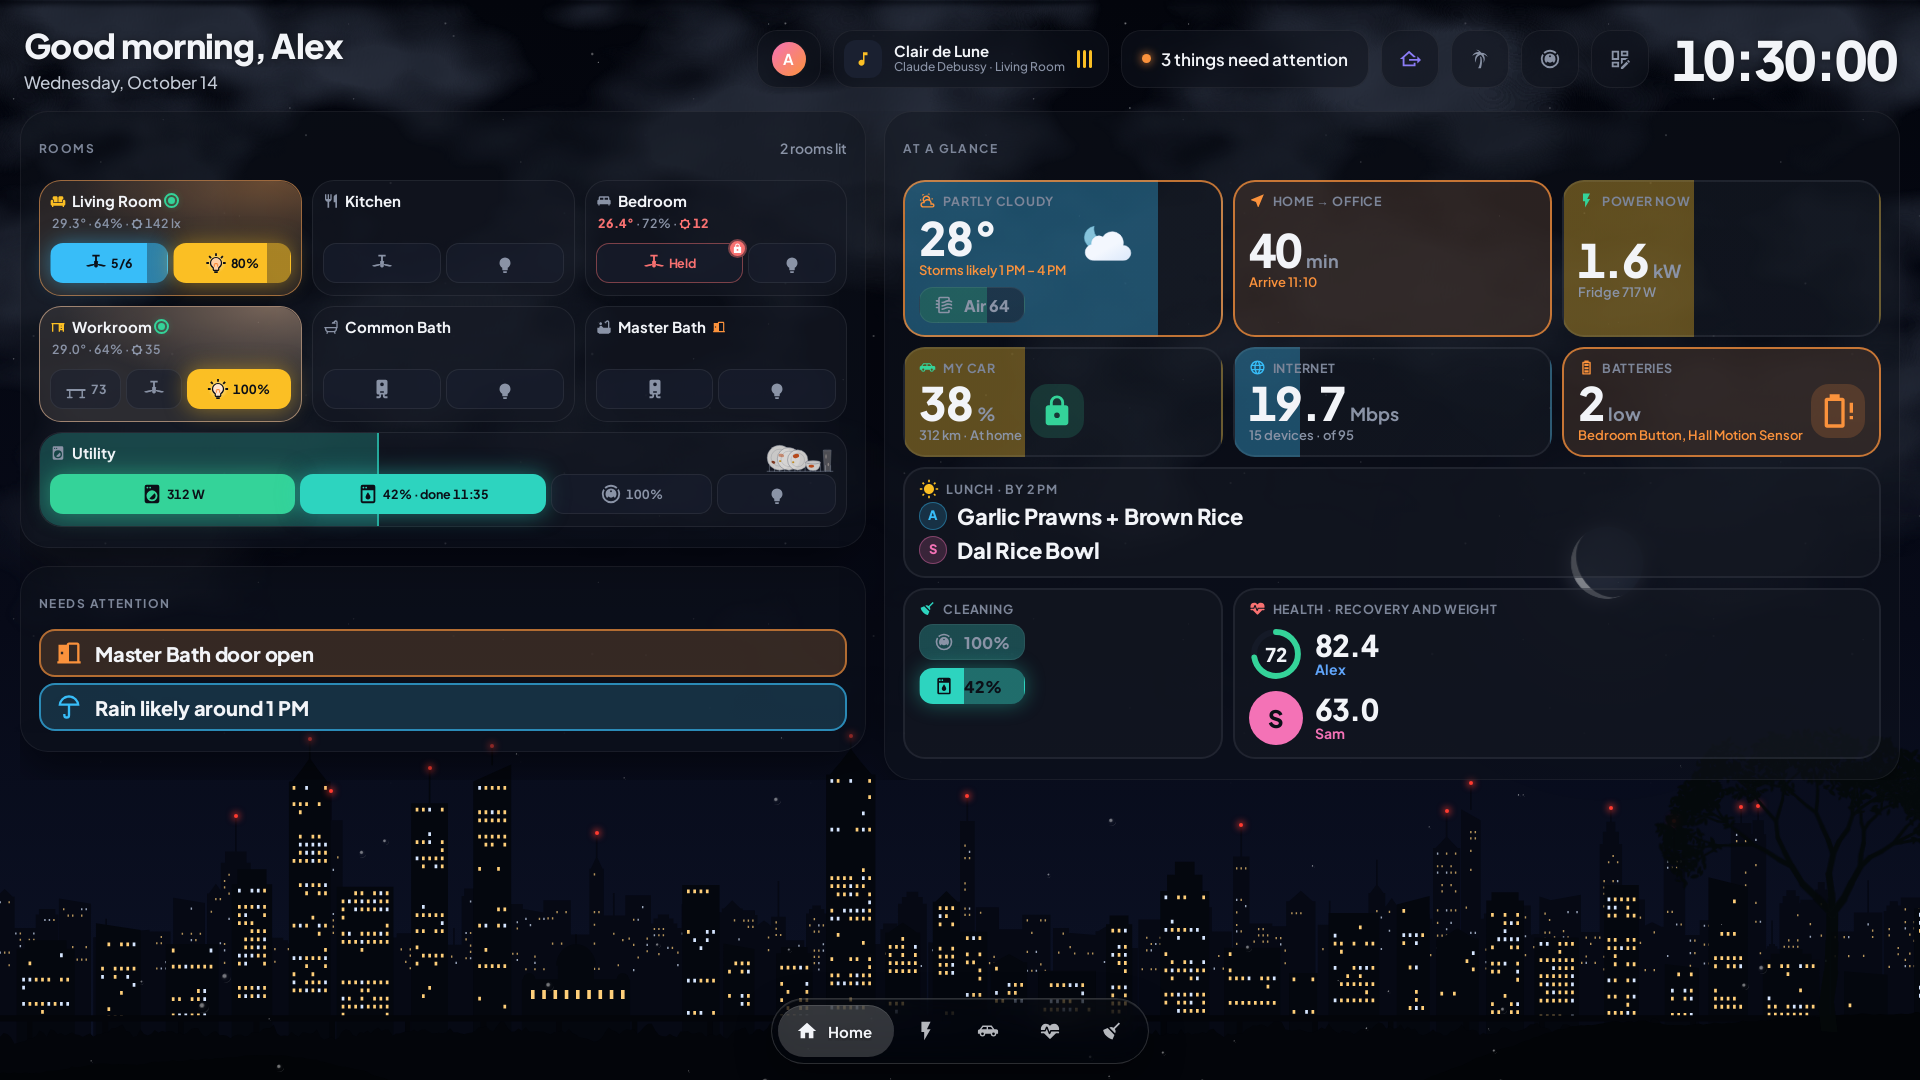 Good morning, Alex
Wednesday, October 14
A
Clair de Lune
Claude Debussy · Living Room
3 things need attention
10:30:00
ROOMS
2 rooms lit
Living Room
29.3° · 64% · 142 lx
5/6
80%
Kitchen
Bedroom
26.4° · 72% · 12
Held
Workroom
29.0° · 64% · 35
73
100%
Common Bath
Master Bath
Utility
312 W
42% · done 11:35
100%
NEEDS ATTENTION
Master Bath door open
Rain likely around 1 PM
AT A GLANCE
PARTLY CLOUDY
28°
Storms likely 1 PM – 4 PM
Air 64
HOME → OFFICE
40 min
Arrive 11:10
POWER NOW
1.6 kW
Fridge 717 W
MY CAR
38 %
312 km · At home
INTERNET
19.7 Mbps
15 devices · of 95
BATTERIES
2 low
Bedroom Button, Hall Motion Sensor
LUNCH · BY 2 PM
A Garlic Prawns + Brown Rice
S Dal Rice Bowl
CLEANING
100%
42%
HEALTH · RECOVERY AND WEIGHT
72
82.4
Alex
S
63.0
Sam
Home